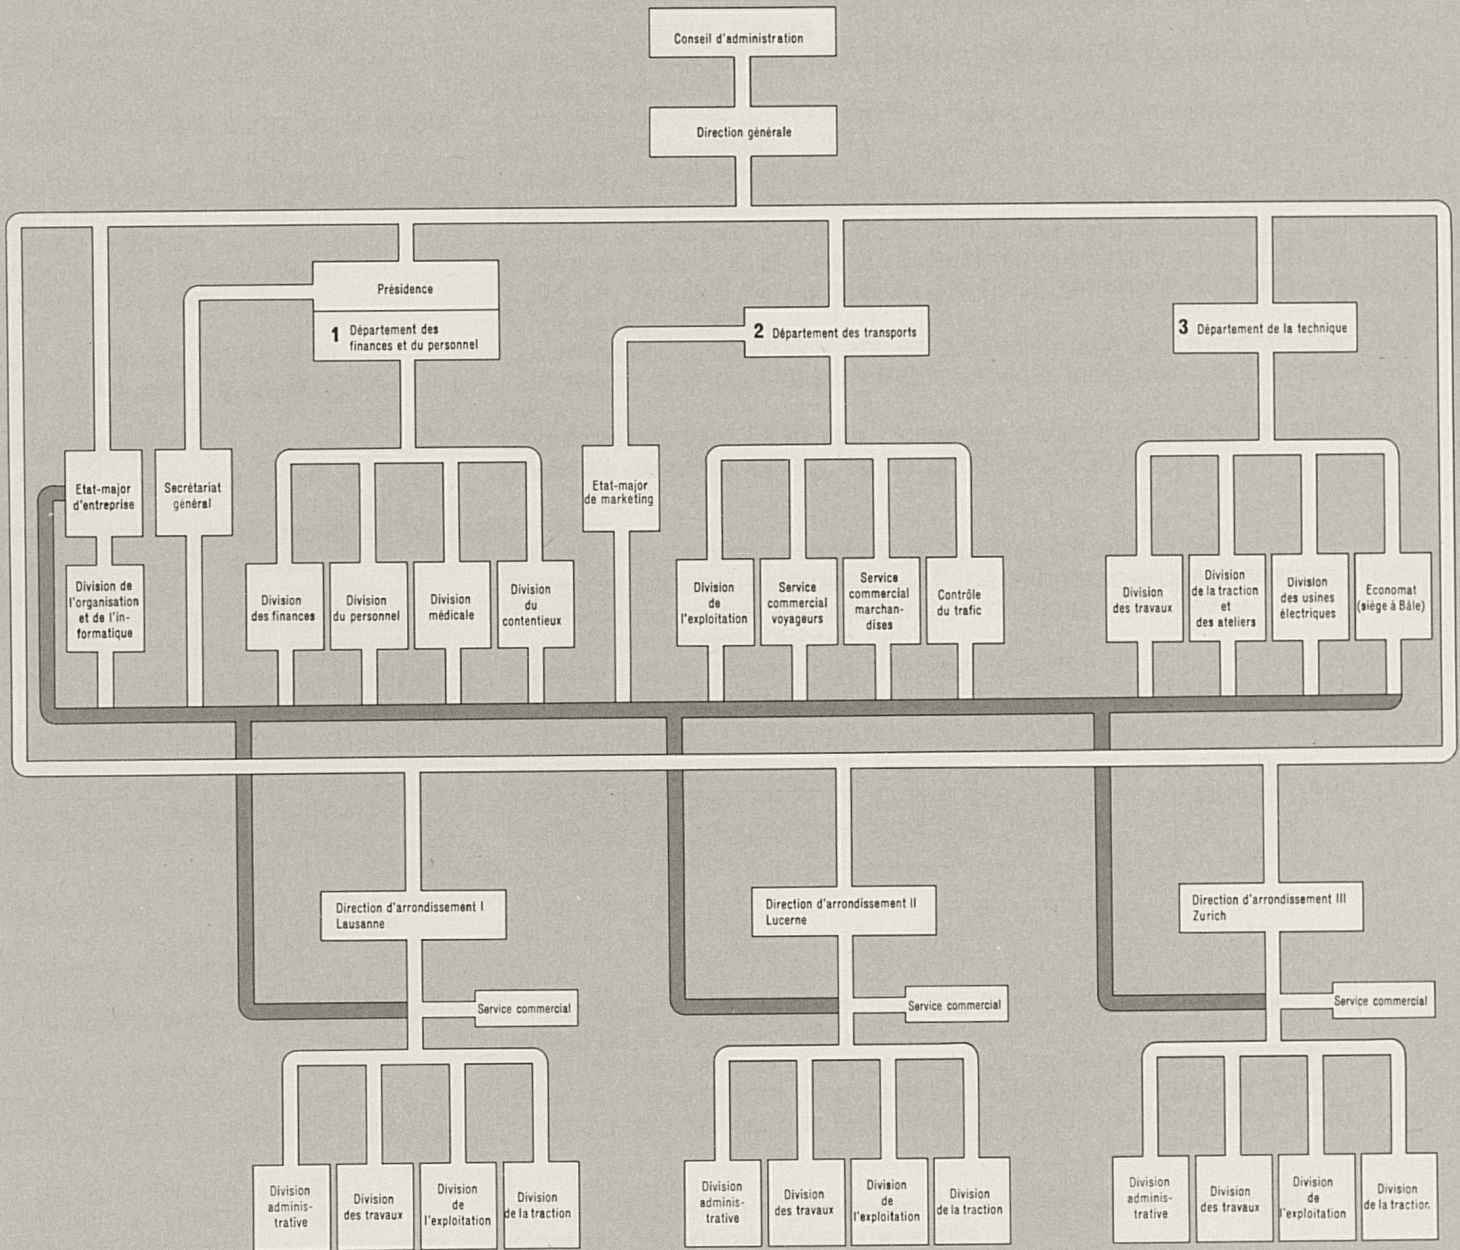 Conseil d'administration
Direction générale
Présidence
1 Département des
finances et du personnel
2 Département des transports
3 Département de la technique
Etat-major
d'entreprise
Secrétariat
général
Etat-major
de marketing
Division de
l'organisation
et de l'in-
formatique
Division
des finances
Division
du personnel
Division
médicale
Division
du
contentieux
Division
de
l'exploitation
Service
commercial
voyageurs
Service
commercial
marchan-
dises
Contrôle
du trafic
Division
des travaux
Division
de la traction
et
des ateliers
Division
des usines
électriques
Economat
(siège à Bâle)
Direction d'arrondissement I
Lausanne
Direction d'arrondissement II
Lucerne
Direction d'arrondissement III
Zurich
Service commercial
Service commercial
Service commercial
Division
adminis-
trative
Division
des travaux
Division
de
l'exploitation
Division
de la traction
Division
adminis-
trative
Division
des travaux
Division
de
l'exploitation
Division
de la traction
Division
adminis-
trative
Division
des travaux
Division
de
l'exploitation
Division
de la traction